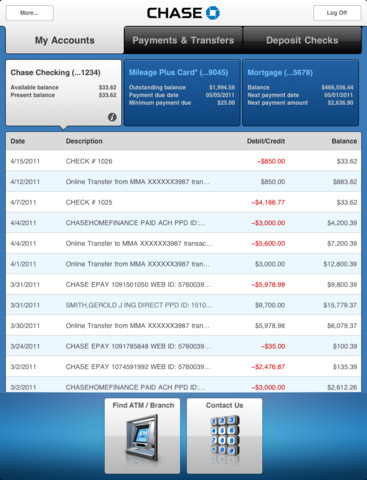 More...
CHASE
Log Off
My Accounts
Payments & Transfers
Deposit Checks
Chase Checking (...1234)
Available balance $33.62
Present balance $33.62
Mileage Plus Card* (...9045)
Outstanding balance $1,994.58
Payment due date 05/05/2011
Minimum payment due $25.00
Mortgage (...5678)
Balance $466,556.44
Next payment date 05/01/2011
Next payment amount $2,636.90
Date Description Debit/Credit Balance
4/15/2011 CHECK # 1026 –$850.00 $33.62
4/12/2011 Online Transfer from MMA XXXXXX3987 tran... $850.00 $883.62
4/7/2011 CHECK # 1025 –$4,166.77 $33.62
4/4/2011 CHASEHOMEFINANCE PAID ACH PPD ID:... –$3,000.00 $4,200.39
4/4/2011 Online Transfer to MMA XXXXXX3987 transac... –$5,600.00 $7,200.39
4/1/2011 Online Transfer from MMA XXXXXX3987 tran... $3,000.00 $12,800.39
3/31/2011 CHASE EPAY 1091501050 WEB ID: 5760039... –$5,978.98 $9,800.39
3/31/2011 SMITH,GEROLD J ING DIRECT PPD ID: 1510... $9,700.00 $15,779.37
3/30/2011 Online Transfer from MMA XXXXXX3987 tran... $5,978.98 $6,079.37
3/24/2011 CHASE EPAY 1091785848 WEB ID: 5760039... –$35.00 $100.39
3/2/2011 CHASE EPAY 1074591992 WEB ID: 5760039... –$2,476.87 $135.39
3/2/2011 CHASEHOMEFINANCE PAID ACH PPD ID:... –$3,000.00 $2,612.26
Find ATM / Branch
Contact Us